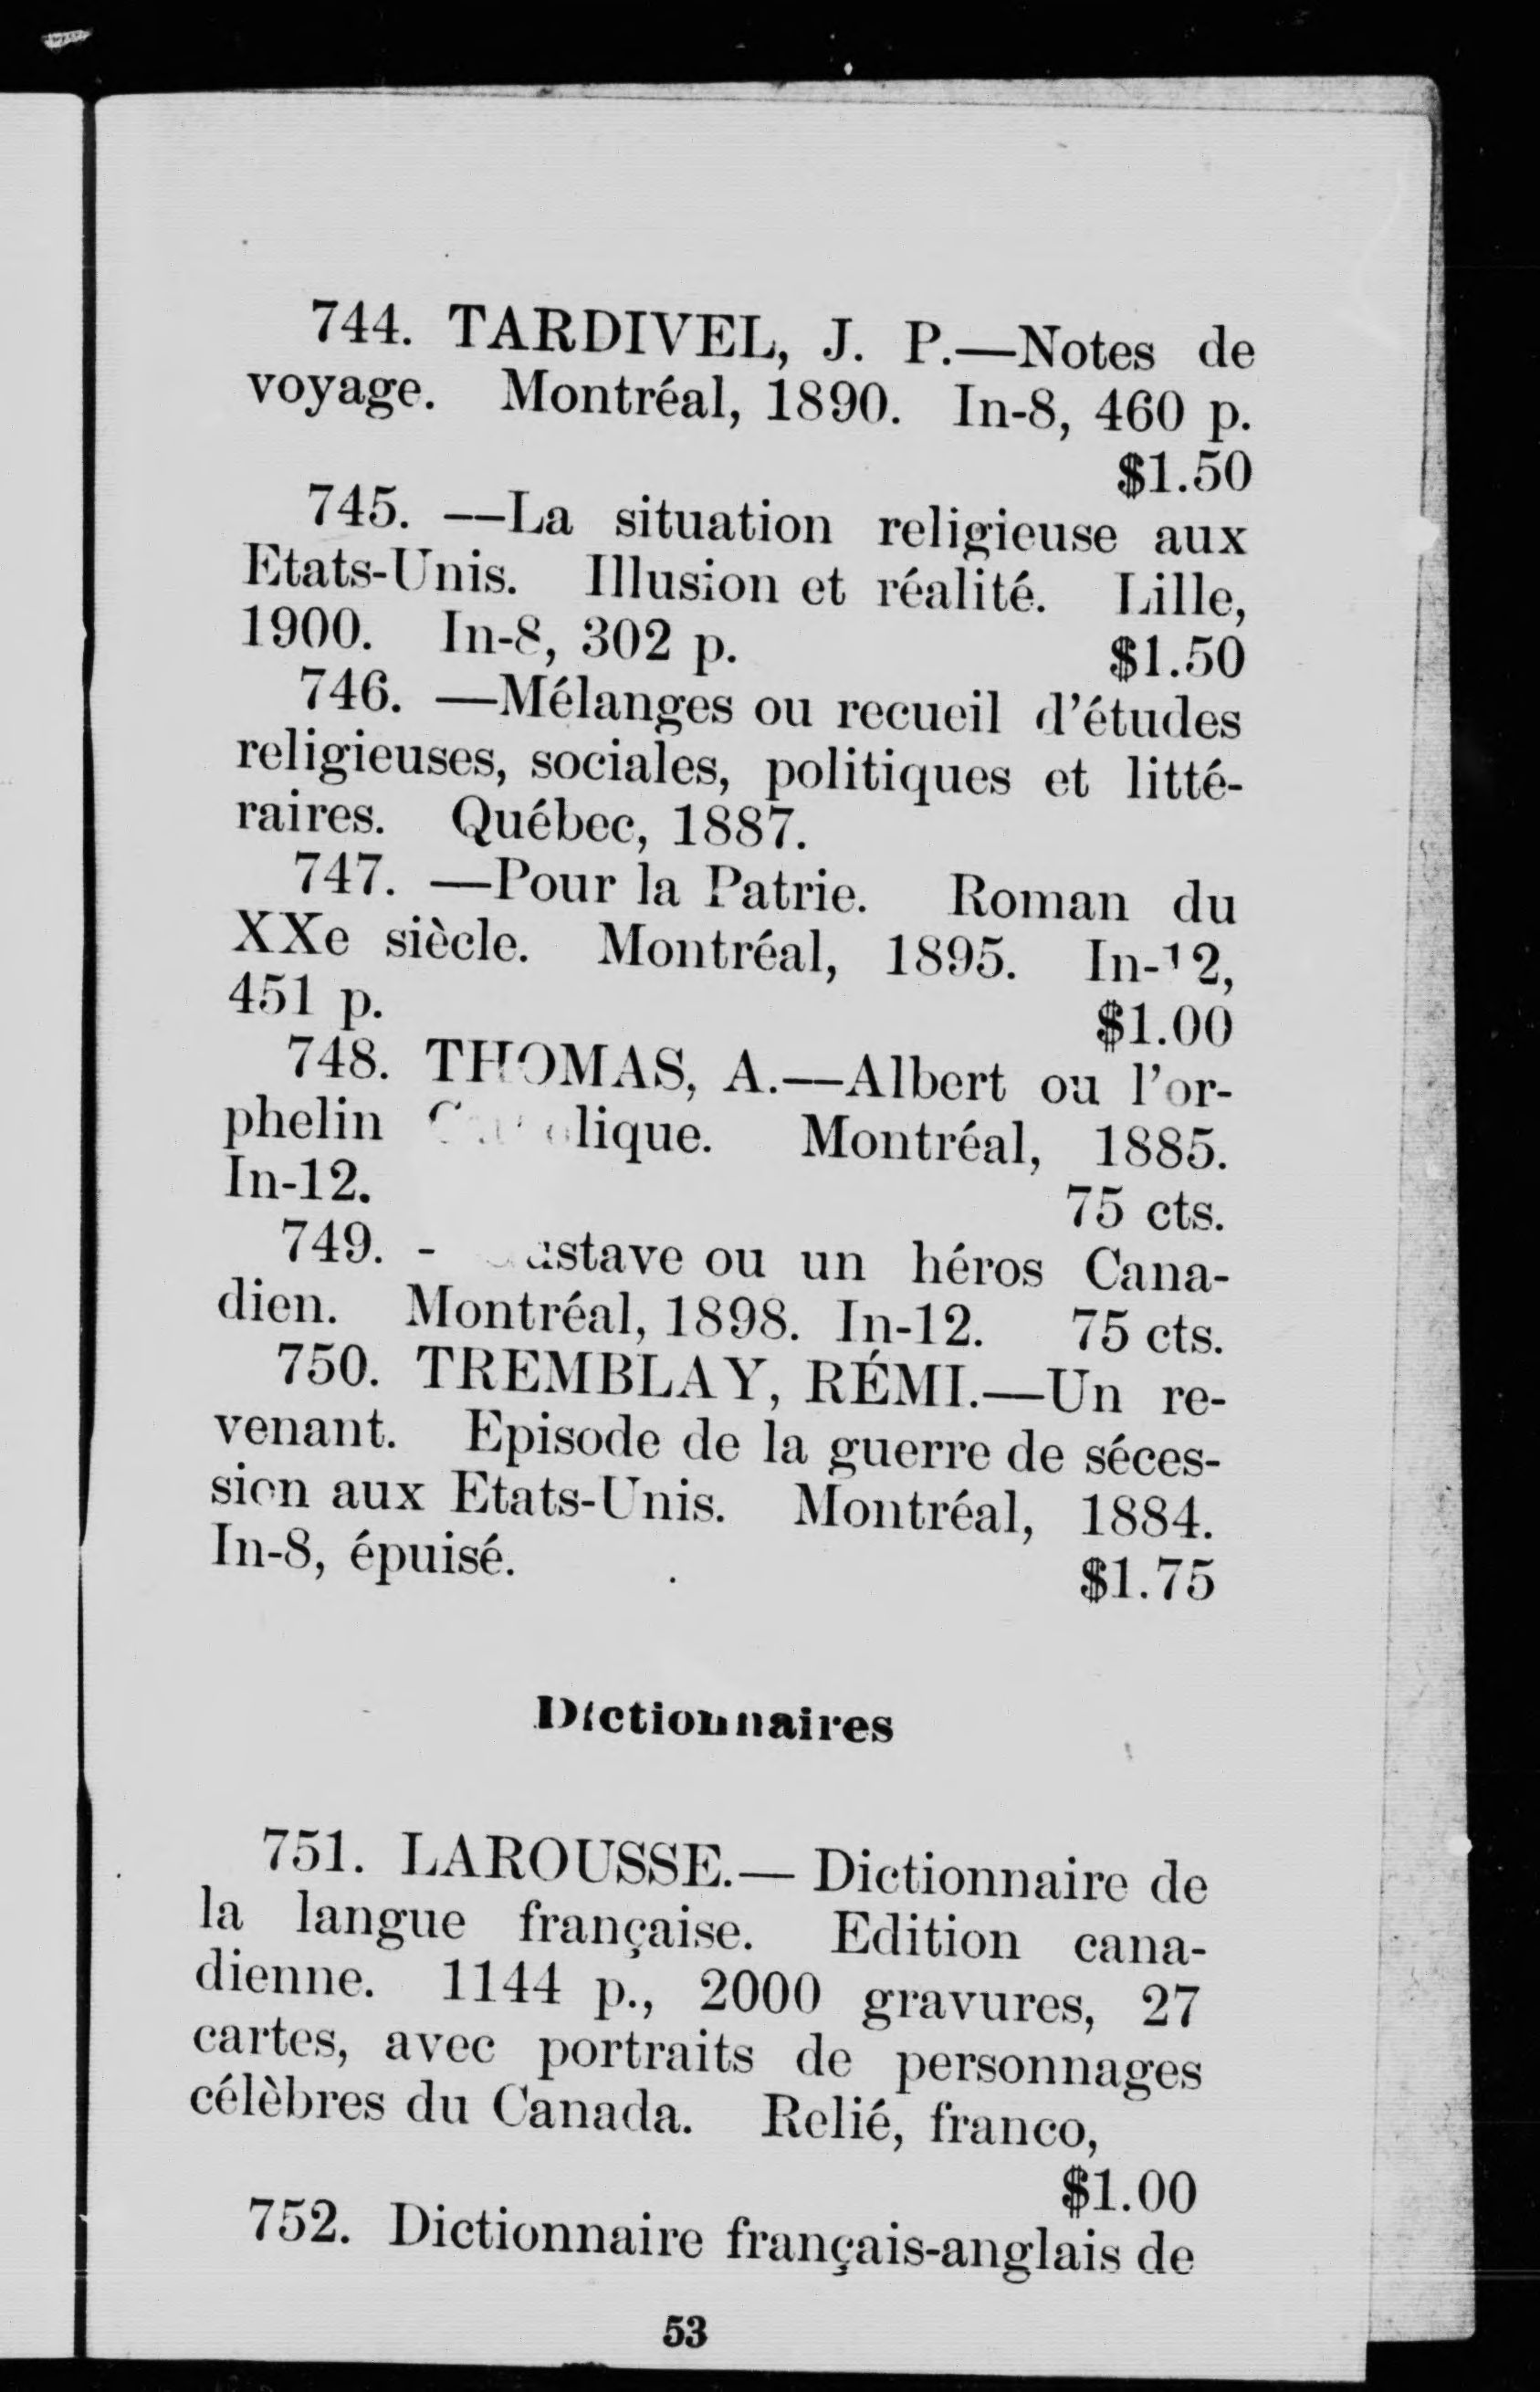 744. TARDIVEL, J. P.—Notes de
voyage. Montréal, 1890. In-8, 460 p.
$1.50
745. —La situation religieuse aux
Etats-Unis. Illusion et réalité. Lille,
1900. In-8, 302 p. $1.50
746. —Mélanges ou recueil d'études
religieuses, sociales, politiques et litté-
raires. Québec, 1887.
747. —Pour la Patrie. Roman du
XXe siècle. Montréal, 1895. In-12,
451 p. $1.00
748. THOMAS, A.—Albert ou l'or-
phelin Montréal, 1885.
In-12. 75 cts.
749. - ou un héros Cana-
dien. Montréal, 1898. In-12. 75 cts.
750. TREMBLAY, RÉMI.—Un re-
venant. Episode de la guerre de séces-
sion aux Etats-Unis. Montréal, 1884.
In-8, épuisé. $1.75
Dictionnaires
751. LAROUSSE.— Dictionnaire de
la langue française. Edition cana-
dienne. 1144 p., 2000 gravures, 27
cartes, avec portraits de personnages
célèbres du Canada. Relié, franco,
$1.00
752. Dictionnaire français-anglais de
53